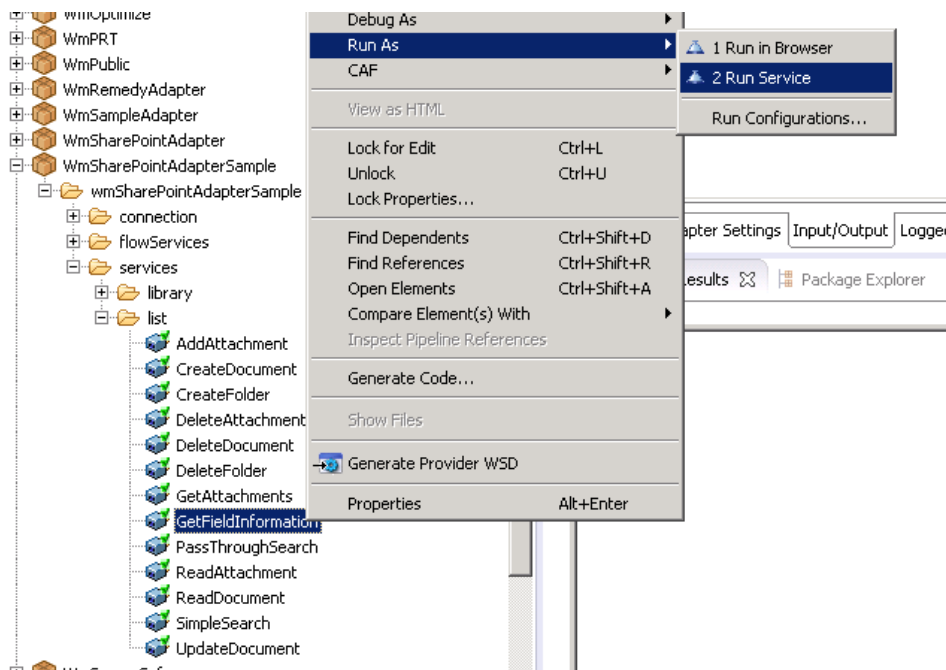 WmOptimize
WmPRT
WmPublic
WmRemedyAdapter
WmSampleAdapter
WmSharePointAdapter
WmSharePointAdapterSample
wmSharePointAdapterSample
connection
flowServices
services
library
list
AddAttachment
CreateDocument
CreateFolder
DeleteAttachment
DeleteDocument
DeleteFolder
GetAttachments
GetFieldInformation
PassThroughSearch
ReadAttachment
ReadDocument
SimpleSearch
UpdateDocument
Debug As
Run As
CAF
View as HTML
Lock for Edit Ctrl+L
Unlock Ctrl+U
Lock Properties...
Find Dependents Ctrl+Shift+D
Find References Ctrl+Shift+R
Open Elements Ctrl+Shift+A
Compare Element(s) With
Inspect Pipeline References
Generate Code...
Show Files
Generate Provider WSD
Properties Alt+Enter
1 Run in Browser
2 Run Service
Run Configurations...
apter Settings Input/Output Logge
esults Package Explorer